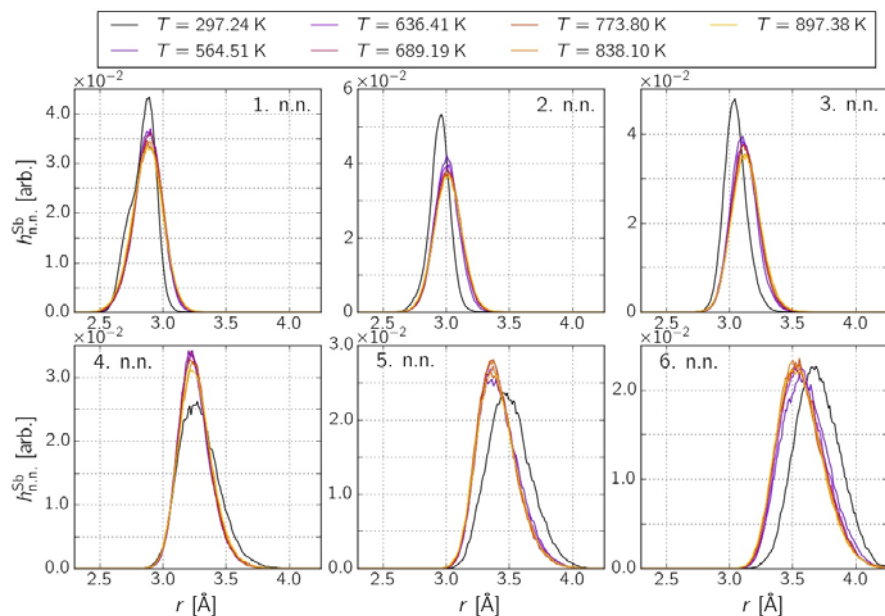 T = 297.24 K T = 636.41 K T = 773.80 K T = 897.38 K
T = 564.51 K T = 689.19 K T = 838.10 K
×10⁻² ×10⁻² ×10⁻²
1. n.n. 2. n.n. 3. n.n.
h_{n.n.}^{Sb} [arb.]
4.0 3.0 2.0 1.0 0.0
6 4 2 0
4 2 0
2.5 3.0 3.5 4.0 2.5 3.0 3.5 4.0 2.5 3.0 3.5 4.0
×10⁻² ×10⁻² ×10⁻²
4. n.n. 5. n.n. 6. n.n.
h_{n.n.}^{Sb} [arb.]
3.0 2.0 1.0 0.0
3.0 2.0 1.0 0.0
2.0 1.0 0.0
2.5 3.0 3.5 4.0 2.5 3.0 3.5 4.0 2.5 3.0 3.5 4.0
r [Å] r [Å] r [Å]